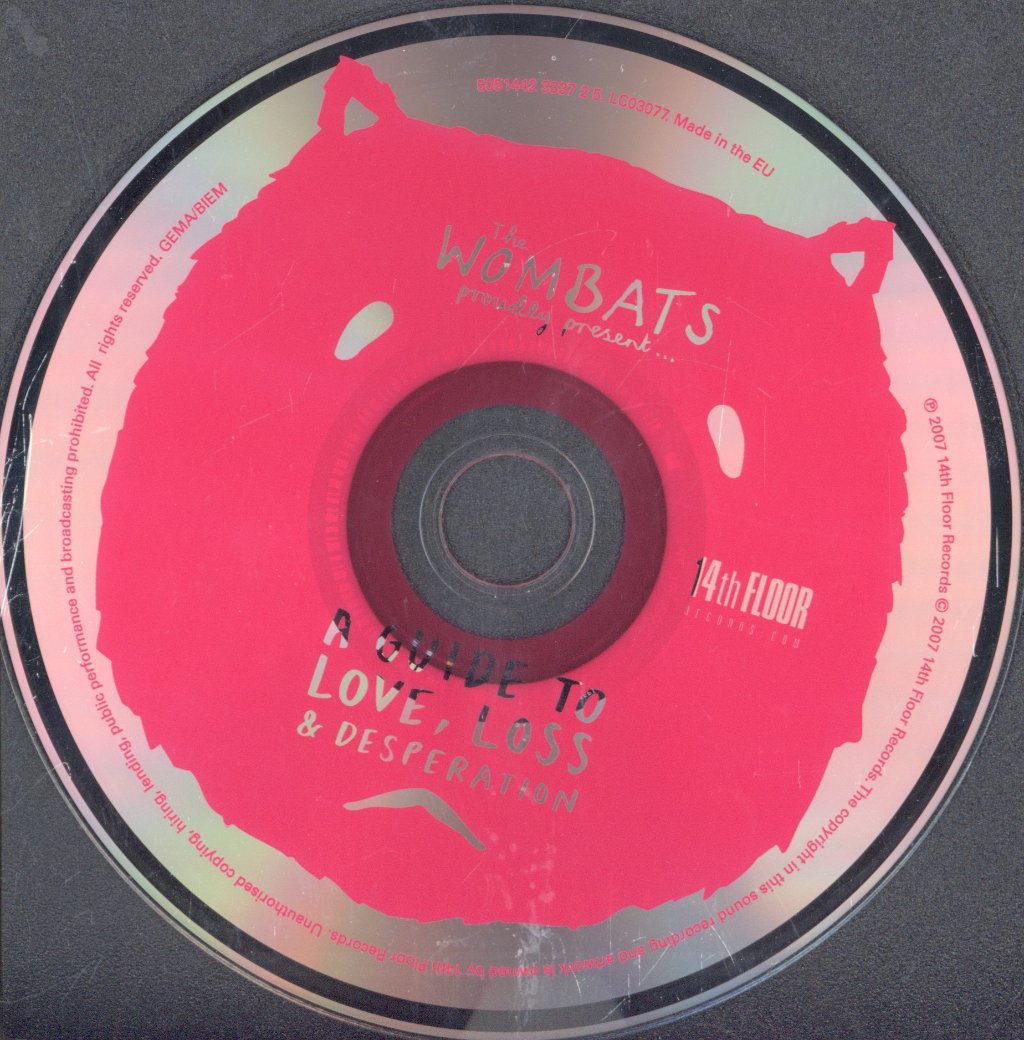 5051442 3997 2 5. LC03077. Made in the EU
The
WOMBATS
proudly present...
14th FLOOR
RECORDS.COM
A GUIDE TO
LOVE, LOSS
& DESPERATION
℗ 2007 14th Floor Records © 2007 14th Floor Records. The copyright in this sound recording and artwork is owned by 14th Floor Records. Unauthorised copying, hiring, lending, public performance and broadcasting prohibited. All rights reserved. GEMA/BIEM